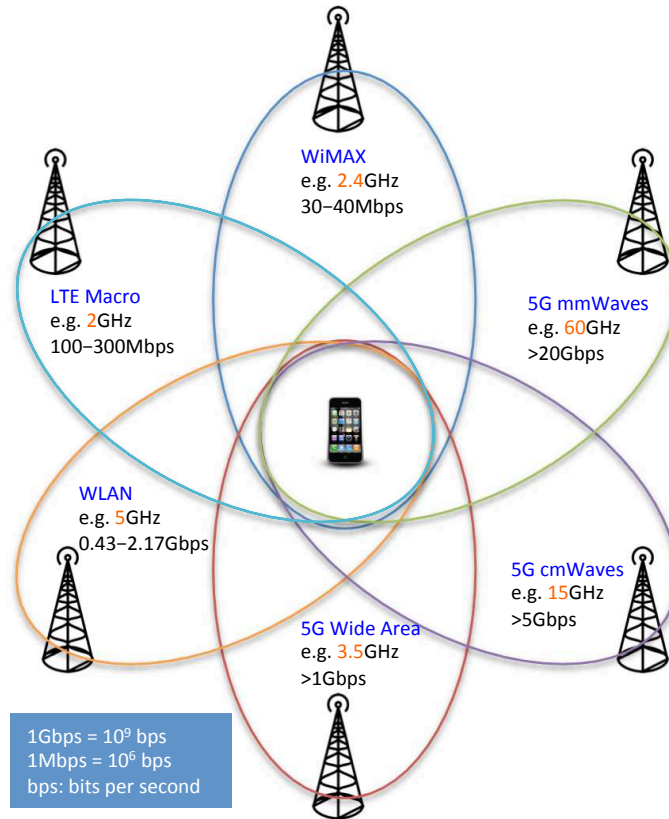 WiMAX
e.g. 2.4GHz
30−40Mbps
LTE Macro
e.g. 2GHz
100−300Mbps
5G mmWaves
e.g. 60GHz
>20Gbps
WLAN
e.g. 5GHz
0.43−2.17Gbps
5G cmWaves
e.g. 15GHz
>5Gbps
5G Wide Area
e.g. 3.5GHz
>1Gbps
1Gbps = 10⁹ bps
1Mbps = 10⁶ bps
bps: bits per second